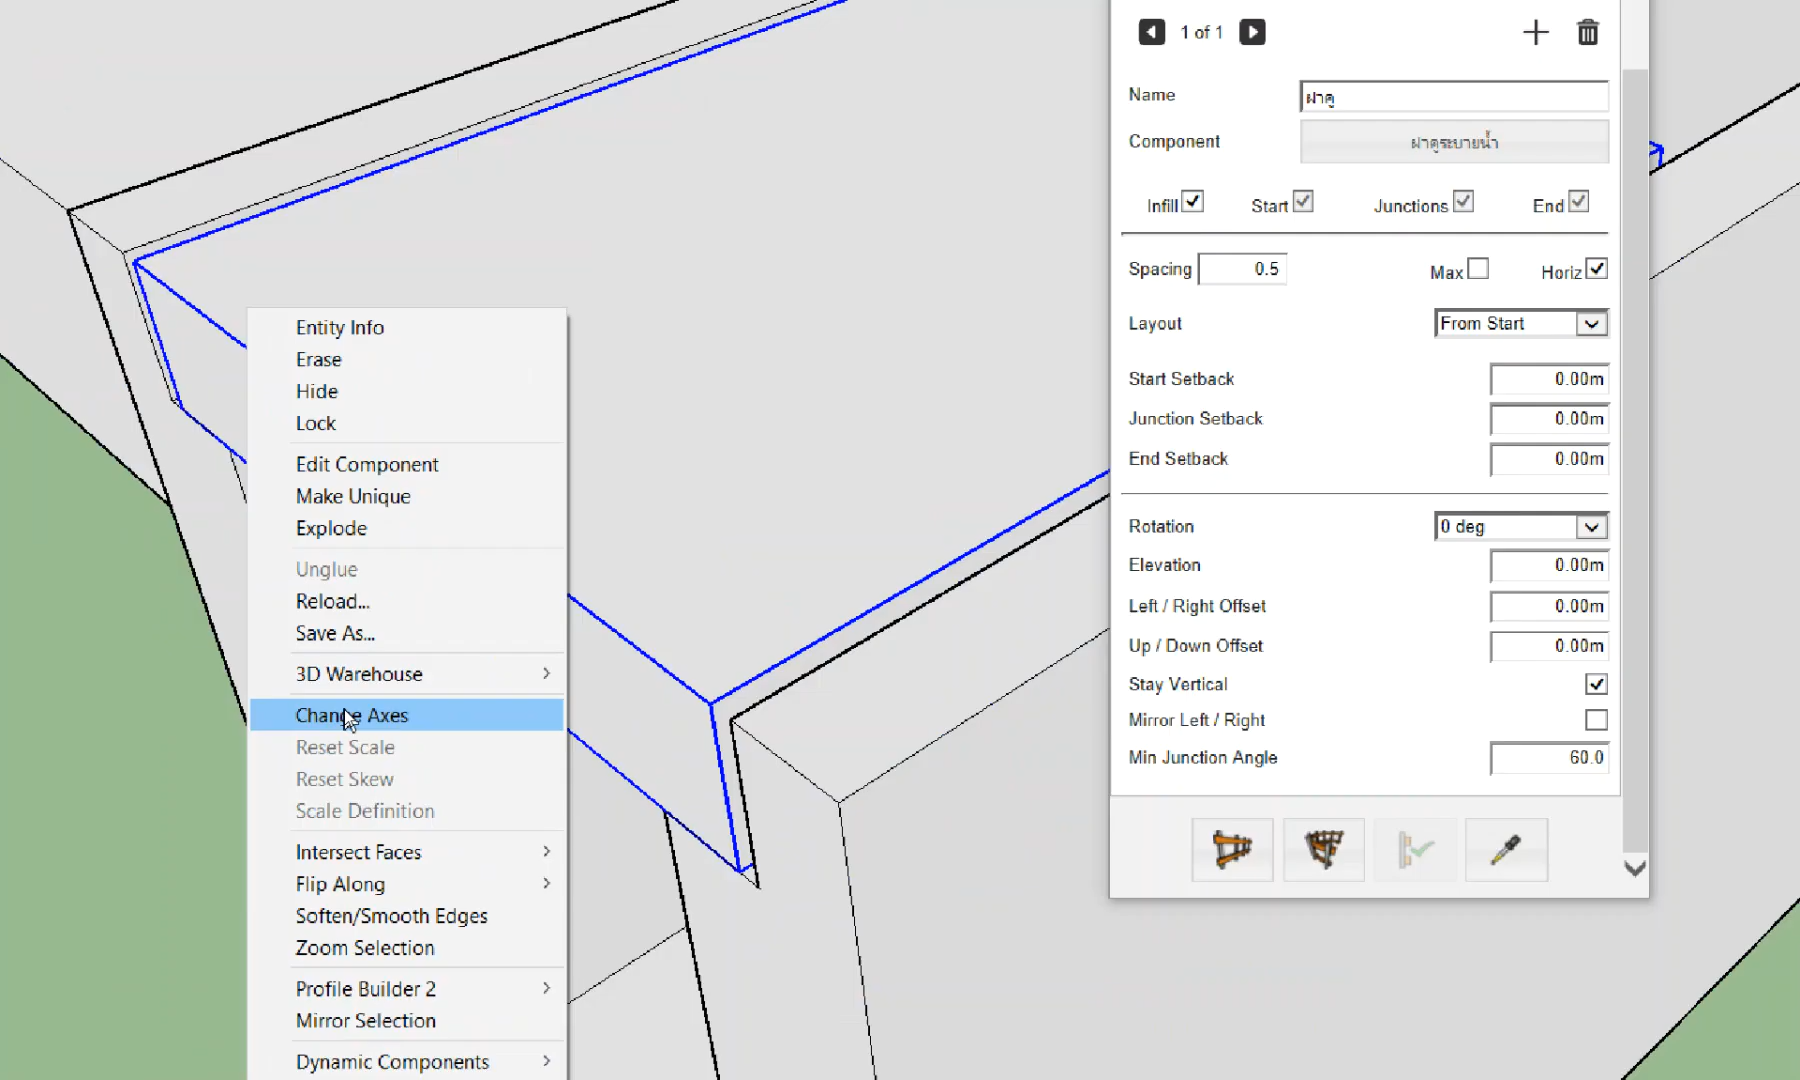 1 of 1
Name
ฝาคู
Component
ฝาคูระบายน้ำ
Infill
Start
Junctions
End
Spacing
0.5
Max
Horiz
Layout
From Start
Start Setback
0.00m
Junction Setback
0.00m
End Setback
0.00m
Rotation
0 deg
Elevation
0.00m
Left / Right Offset
0.00m
Up / Down Offset
0.00m
Stay Vertical
Mirror Left / Right
Min Junction Angle
60.0
Entity Info
Erase
Hide
Lock
Edit Component
Make Unique
Explode
Unglue
Reload...
Save As...
3D Warehouse
Change Axes
Reset Scale
Reset Skew
Scale Definition
Intersect Faces
Flip Along
Soften/Smooth Edges
Zoom Selection
Profile Builder 2
Mirror Selection
Dynamic Components